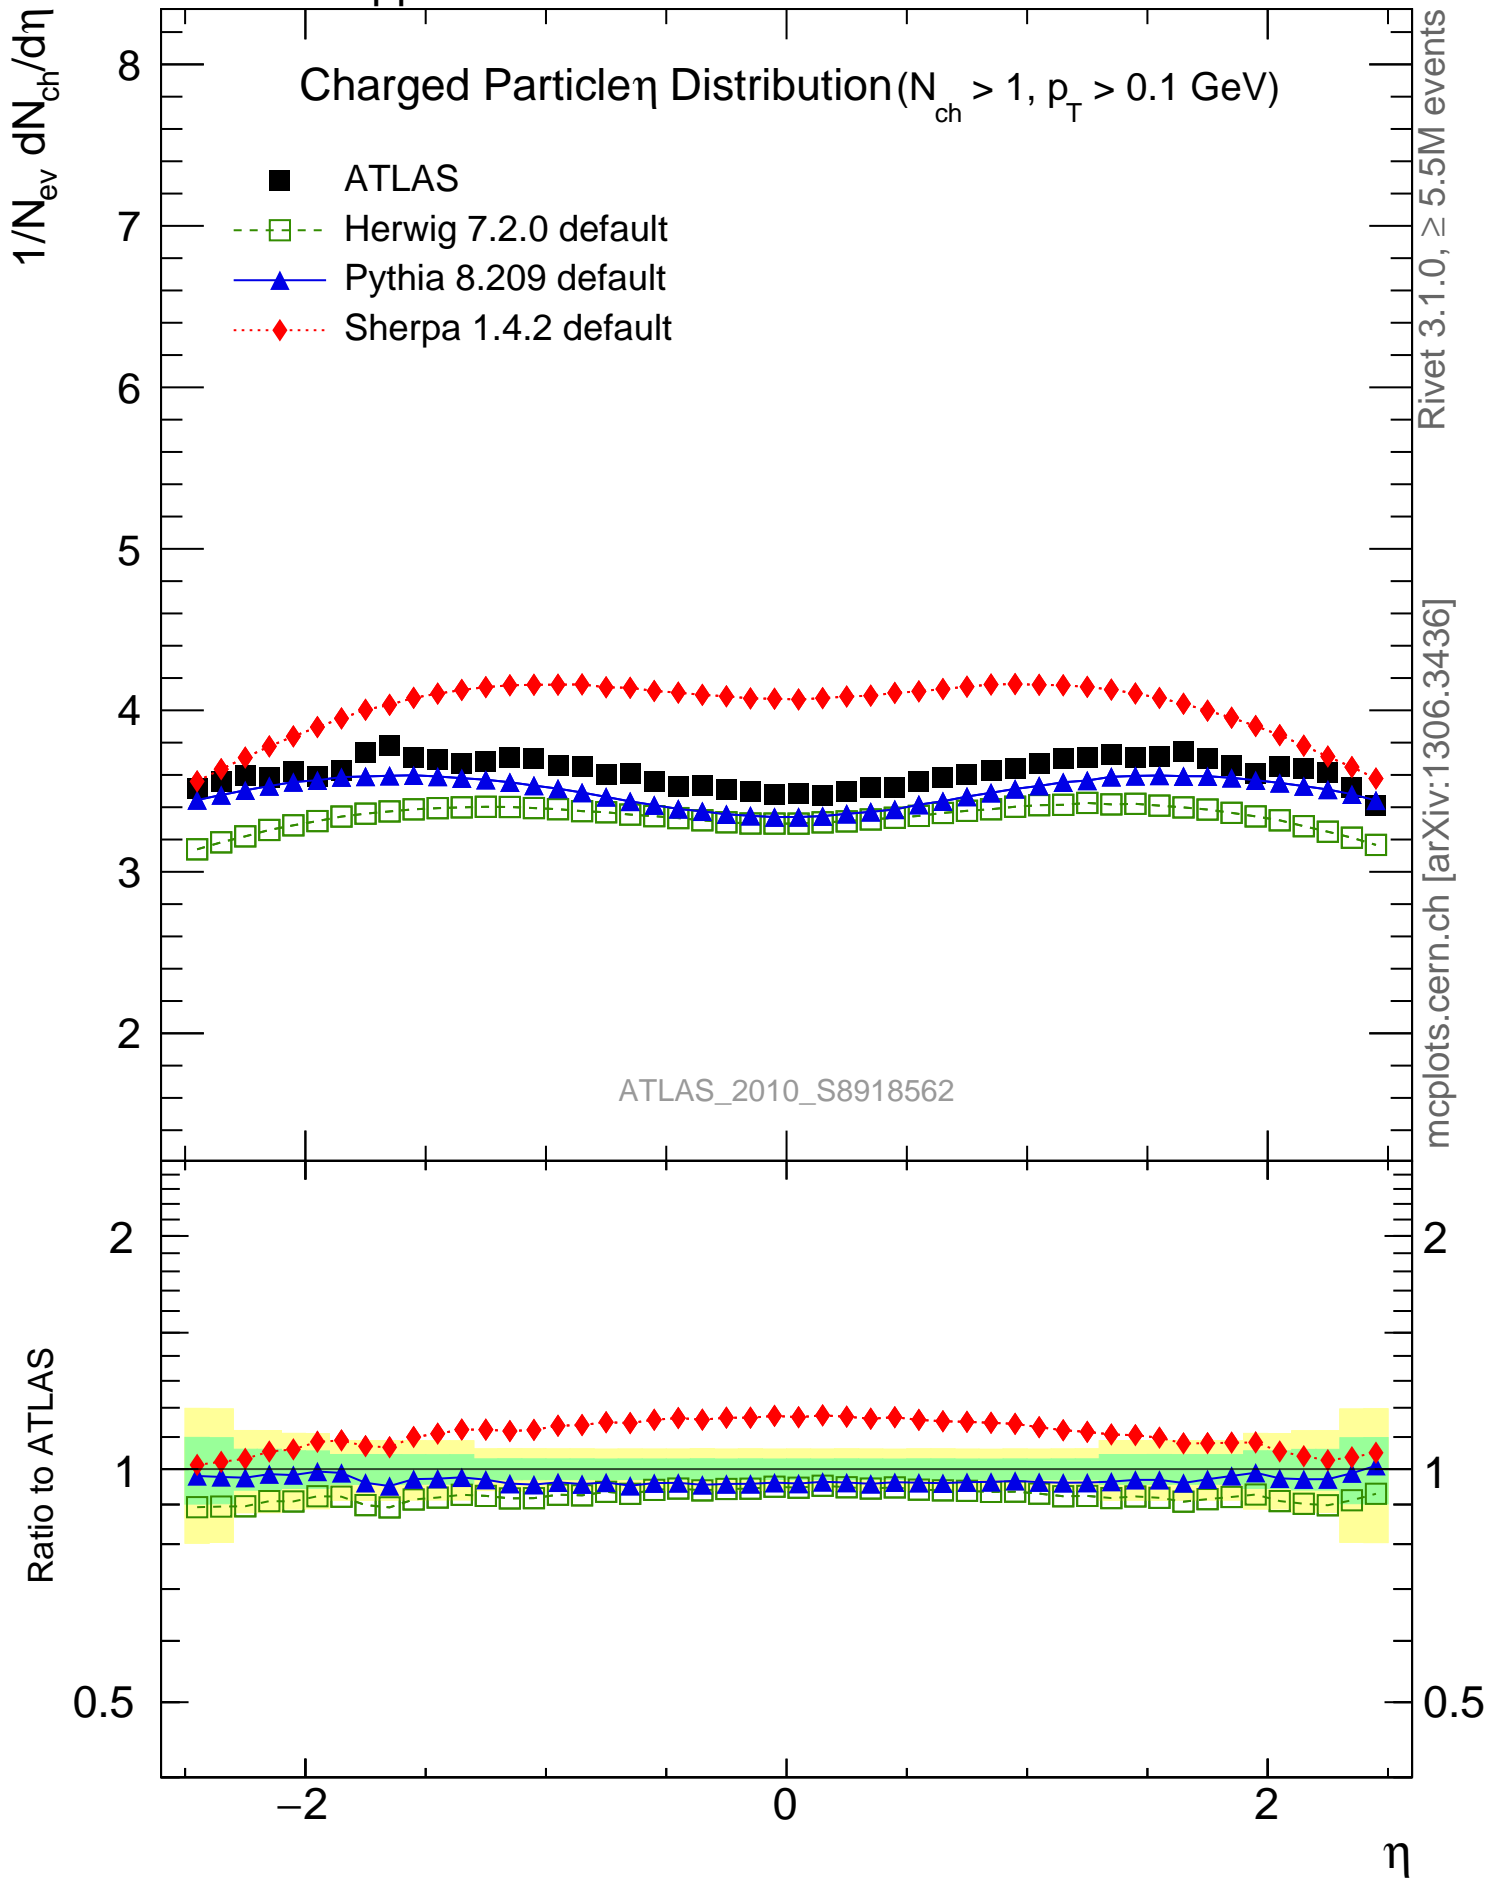 pp
1/N_ev dN_ch/dη
Charged Particle η Distribution (N_ch > 1, p_T > 0.1 GeV)
ATLAS
Herwig 7.2.0 default
Pythia 8.209 default
Sherpa 1.4.2 default
8
7
6
5
4
3
2
ATLAS_2010_S8918562
Rivet 3.1.0, ≥ 5.5M events
mcplots.cern.ch [arXiv:1306.3436]
Ratio to ATLAS
2
1
0.5
2
1
0.5
−2
0
2
η